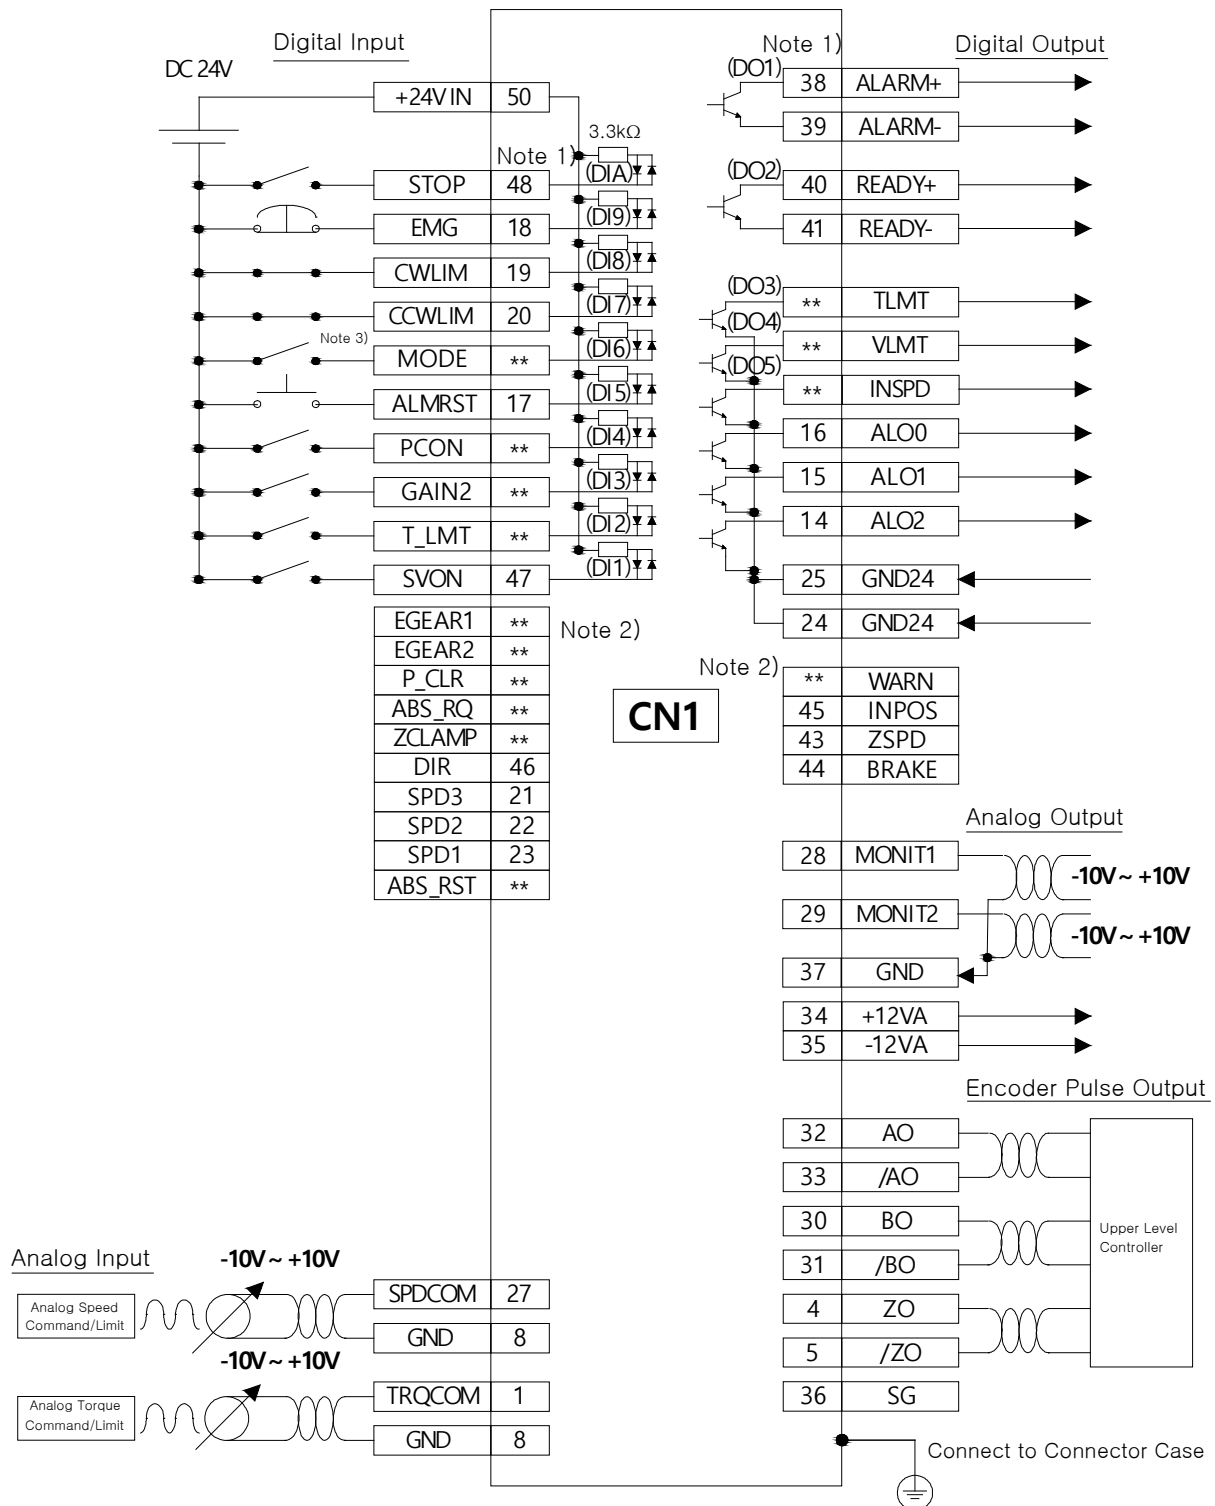 Digital Input
DC 24V
+24V IN 50
3.3kΩ
Note 1)
(DIA)
STOP 48
(DI9)
EMG 18
(DI8)
CWLIM 19
(DI7)
CCWLIM 20
Note 3)
(DI6)
MODE **
(DI5)
ALMRST 17
(DI4)
PCON **
(DI3)
GAIN2 **
(DI2)
T_LMT **
(DI1)
SVON 47
EGEAR1 **
Note 2)
EGEAR2 **
P_CLR **
ABS_RQ **
ZCLAMP **
DIR 46
SPD3 21
SPD2 22
SPD1 23
ABS_RST **
CN1
Note 1)
Digital Output
(DO1)
38 ALARM+
39 ALARM-
(DO2)
40 READY+
41 READY-
(DO3)
** TLMT
(DO4)
** VLMT
(DO5)
** INSPD
16 ALO0
15 ALO1
14 ALO2
25 GND24
24 GND24
Note 2)
** WARN
45 INPOS
43 ZSPD
44 BRAKE
Analog Output
28 MONIT1
-10V ~ +10V
29 MONIT2
-10V ~ +10V
37 GND
34 +12VA
35 -12VA
Encoder Pulse Output
32 AO
33 /AO
30 BO
31 /BO
4 ZO
5 /ZO
36 SG
Upper Level
Controller
Analog Input
-10V ~ +10V
Analog Speed
Command/Limit
SPDCOM 27
GND 8
-10V ~ +10V
Analog Torque
Command/Limit
TRQCOM 1
GND 8
Connect to Connector Case